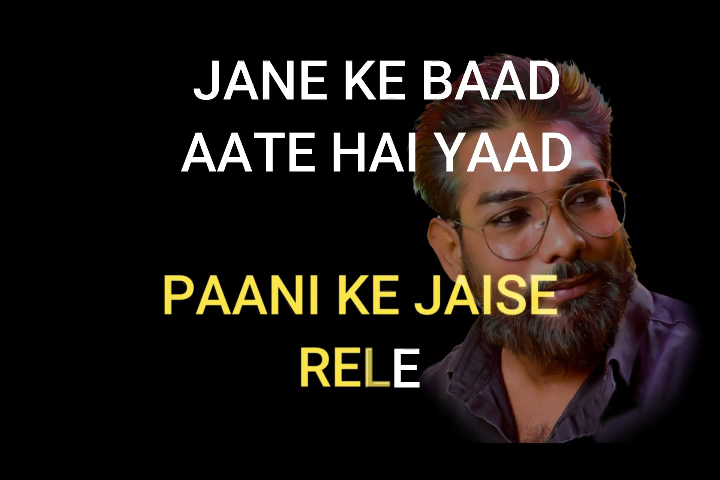 JANE KE BAAD
AATE HAI YAAD
PAANI KE JAISE
RELE